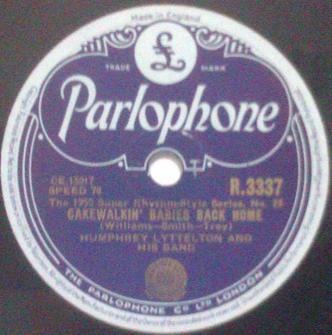 Made in England
£
TRADE MARK
Parlophone
CE.13017
SPEED 78
R.3337
The 1950 Super Rhythm-Style Series, No. 28
CAKEWALKIN' BABIES BACK HOME
(Williams—Smith—Troy)
HUMPHREY LYTTELTON AND
HIS BAND
THE PARLOPHONE Co LTD LONDON